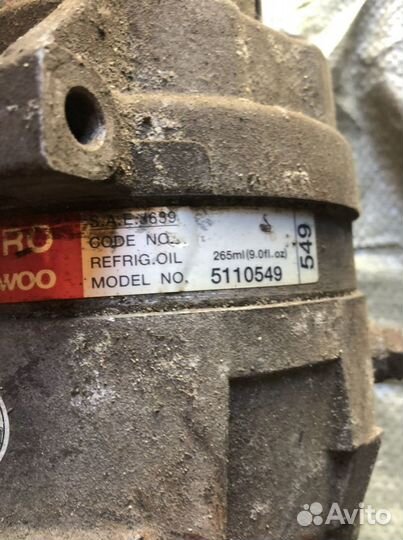 S.A.E. J639
RO CODE NO.
REFRIG.OIL 265ml(9.0fl.oz)
WOO MODEL NO. 5110549
549
Avito